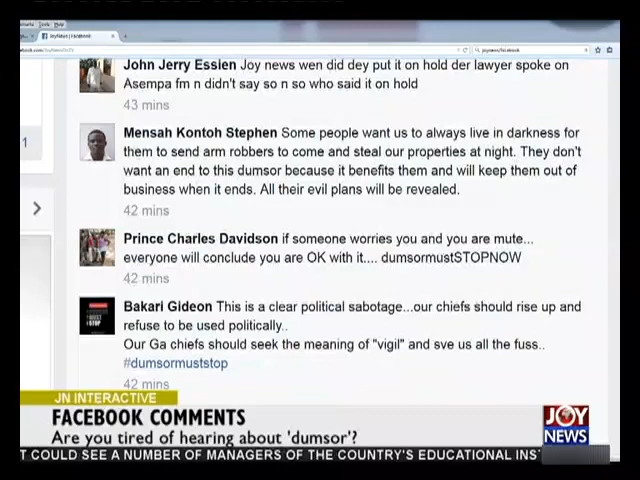 JoyNews | Facebook
John Jerry Essien Joy news wen did dey put it on hold der lawyer spoke on
Asempa fm n didn't say so n so who said it on hold
43 mins
1
Mensah Kontoh Stephen Some people want us to always live in darkness for
them to send arm robbers to come and steal our properties at night. They don't
want an end to this dumsor because it benefits them and will keep them out of
business when it ends. All their evil plans will be revealed.
42 mins
Prince Charles Davidson if someone worries you and you are mute...
everyone will conclude you are OK with it.... dumsormustSTOPNOW
42 mins
Bakari Gideon This is a clear political sabotage...our chiefs should rise up and
refuse to be used politically..
Our Ga chiefs should seek the meaning of "vigil" and sve us all the fuss..
#dumsormuststop
42 mins
JN INTERACTIVE
FACEBOOK COMMENTS
Are you tired of hearing about 'dumsor'?
JOY
NEWS
T COULD SEE A NUMBER OF MANAGERS OF THE COUNTRY'S EDUCATIONAL INS